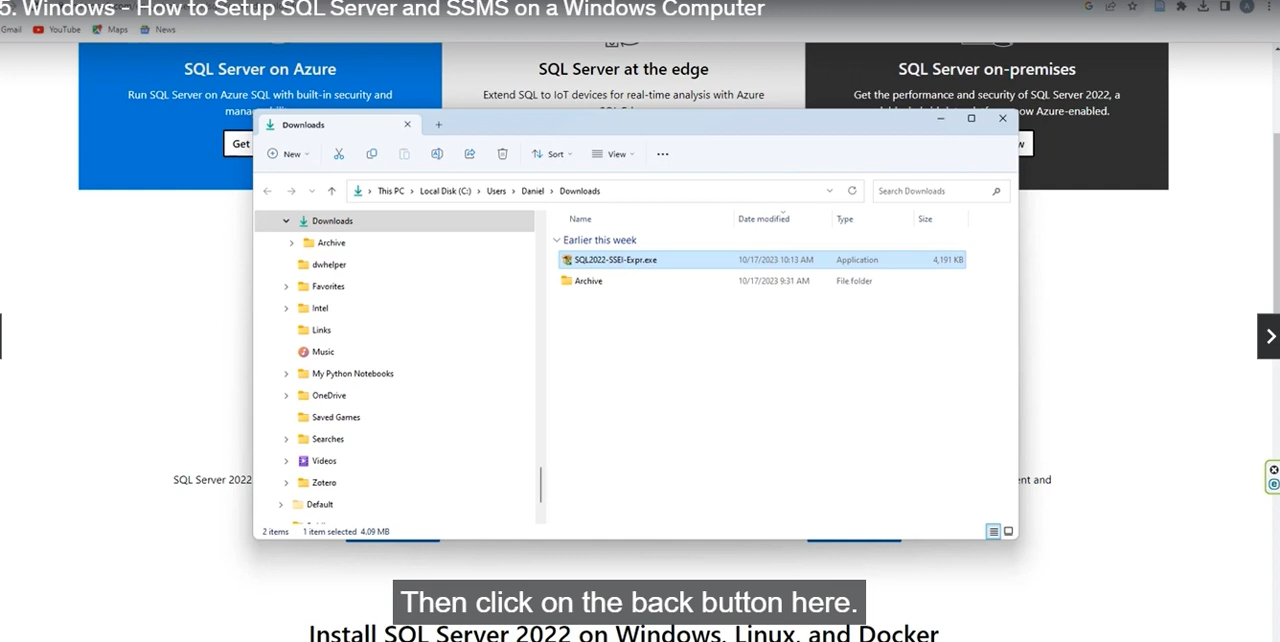 5. Windows - How to Setup SQL Server and SSMS on a Windows Computer
Gmail YouTube Maps News
SQL Server on Azure
Run SQL Server on Azure SQL with built-in security and
Get
SQL Server at the edge
Extend SQL to IoT devices for real-time analysis with Azure
SQL Server on-premises
Get the performance and security of SQL Server 2022, a
now Azure-enabled.
Downloads
New Sort View
This PC Local Disk (C:) Users Daniel Downloads
Search Downloads
Downloads
Archive
dwhelper
Favorites
Intel
Links
Music
My Python Notebooks
OneDrive
Saved Games
Searches
Videos
Zotero
Default
Name Date modified Type Size
Earlier this week
SQL2022-SSEI-Expr.exe 10/17/2023 10:13 AM Application 4,191 KB
Archive 10/17/2023 9:31 AM File folder
2 items 1 item selected 4.09 MB
SQL Server 2022
ent and
Then click on the back button here.
Install SQL Server 2022 on Windows, Linux, and Docker